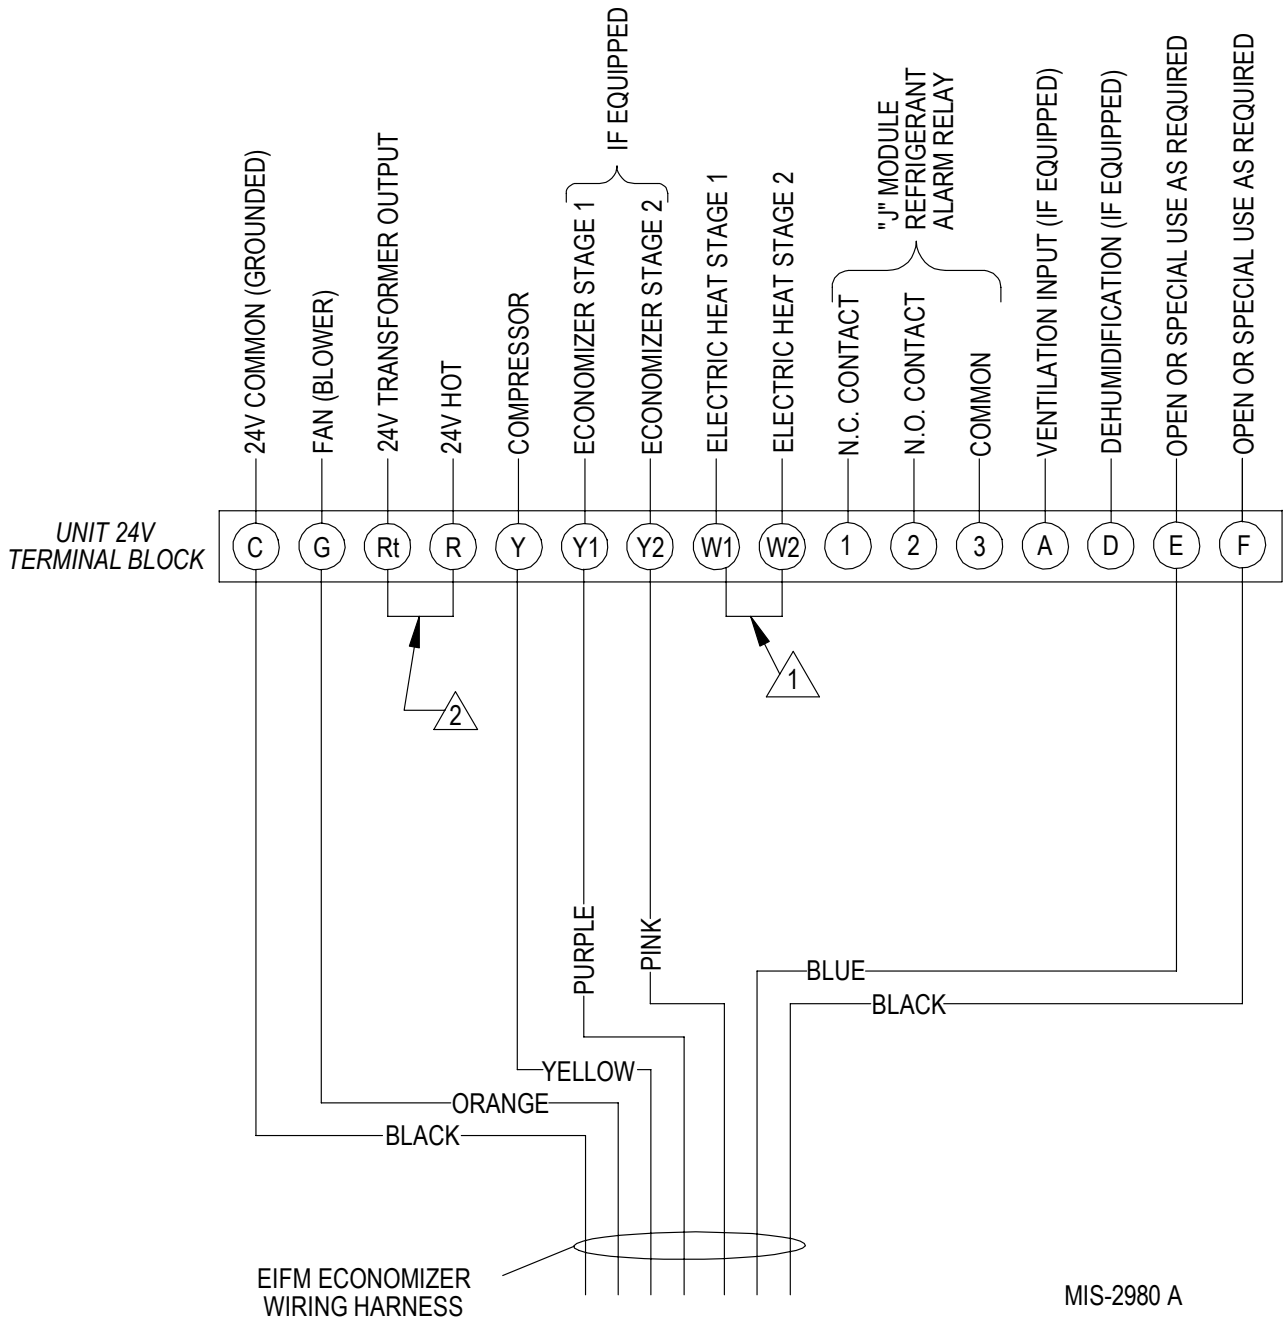 24V COMMON (GROUNDED)
FAN (BLOWER)
24V TRANSFORMER OUTPUT
24V HOT
COMPRESSOR
IF EQUIPPED
ECONOMIZER STAGE 1
ECONOMIZER STAGE 2
ELECTRIC HEAT STAGE 1
ELECTRIC HEAT STAGE 2
"J" MODULE
REFRIGERANT
ALARM RELAY
N.C. CONTACT
N.O. CONTACT
COMMON
VENTILATION INPUT (IF EQUIPPED)
DEHUMIDIFICATION (IF EQUIPPED)
OPEN OR SPECIAL USE AS REQUIRED
OPEN OR SPECIAL USE AS REQUIRED
UNIT 24V
TERMINAL BLOCK
C G Rt R Y Y1 Y2 W1 W2 1 2 3 A D E F
1
2
PURPLE
PINK
BLUE
BLACK
YELLOW
ORANGE
BLACK
EIFM ECONOMIZER
WIRING HARNESS
MIS-2980 A